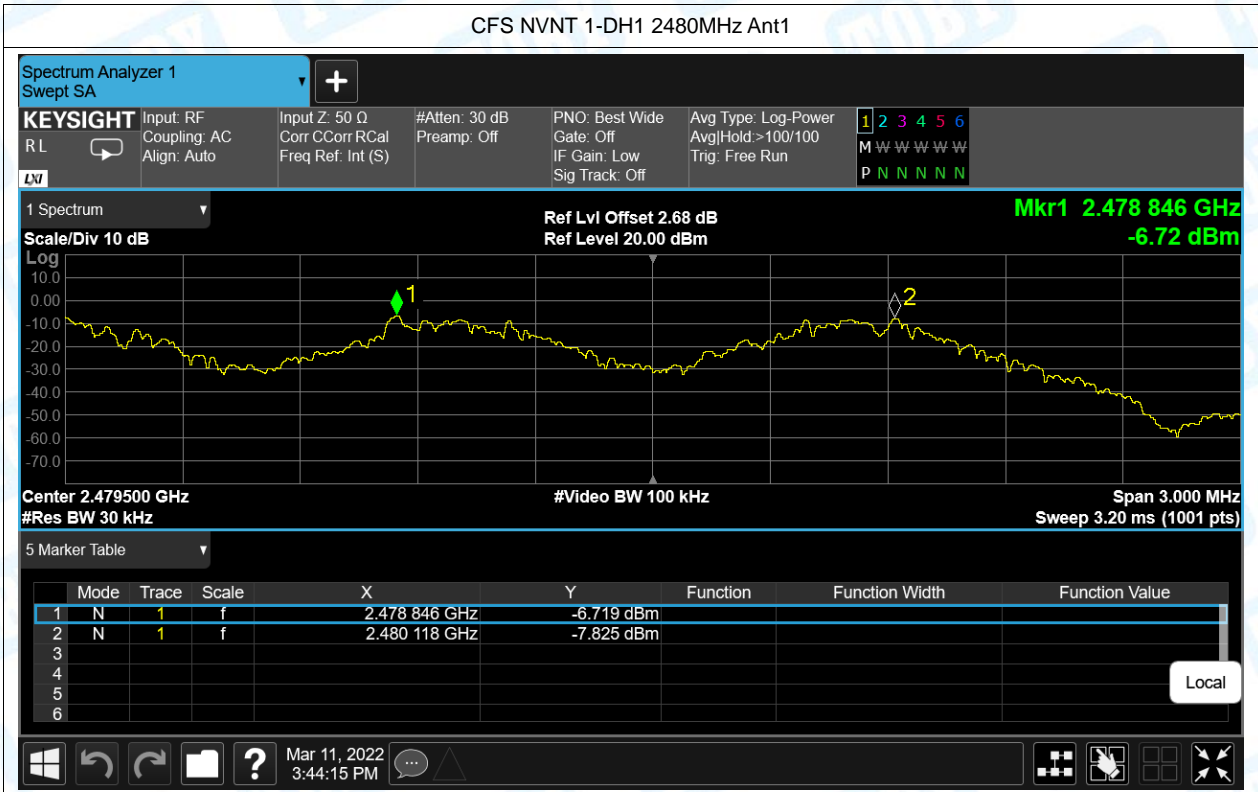 CFS NVNT 1-DH1 2480MHz Ant1
Spectrum Analyzer 1
Swept SA
KEYSIGHT
RL
LXI
Input: RF
Coupling: AC
Align: Auto
Input Z: 50 Ω
Corr CCorr RCal
Freq Ref: Int (S)
#Atten: 30 dB
Preamp: Off
PNO: Best Wide
Gate: Off
IF Gain: Low
Sig Track: Off
Avg Type: Log-Power
Avg|Hold:>100/100
Trig: Free Run
1 2 3 4 5 6
M W W W W W
P N N N N N
1 Spectrum
Scale/Div 10 dB
Ref Lvl Offset 2.68 dB
Ref Level 20.00 dBm
Mkr1 2.478 846 GHz
-6.72 dBm
Log
10.0
0.00
-10.0
-20.0
-30.0
-40.0
-50.0
-60.0
-70.0
1
2
Center 2.479500 GHz
#Res BW 30 kHz
#Video BW 100 kHz
Span 3.000 MHz
Sweep 3.20 ms (1001 pts)
5 Marker Table
Mode Trace Scale X Y Function Function Width Function Value
1 N 1 f 2.478 846 GHz -6.719 dBm
2 N 1 f 2.480 118 GHz -7.825 dBm
3
4
5
6
Local
?
Mar 11, 2022
3:44:15 PM